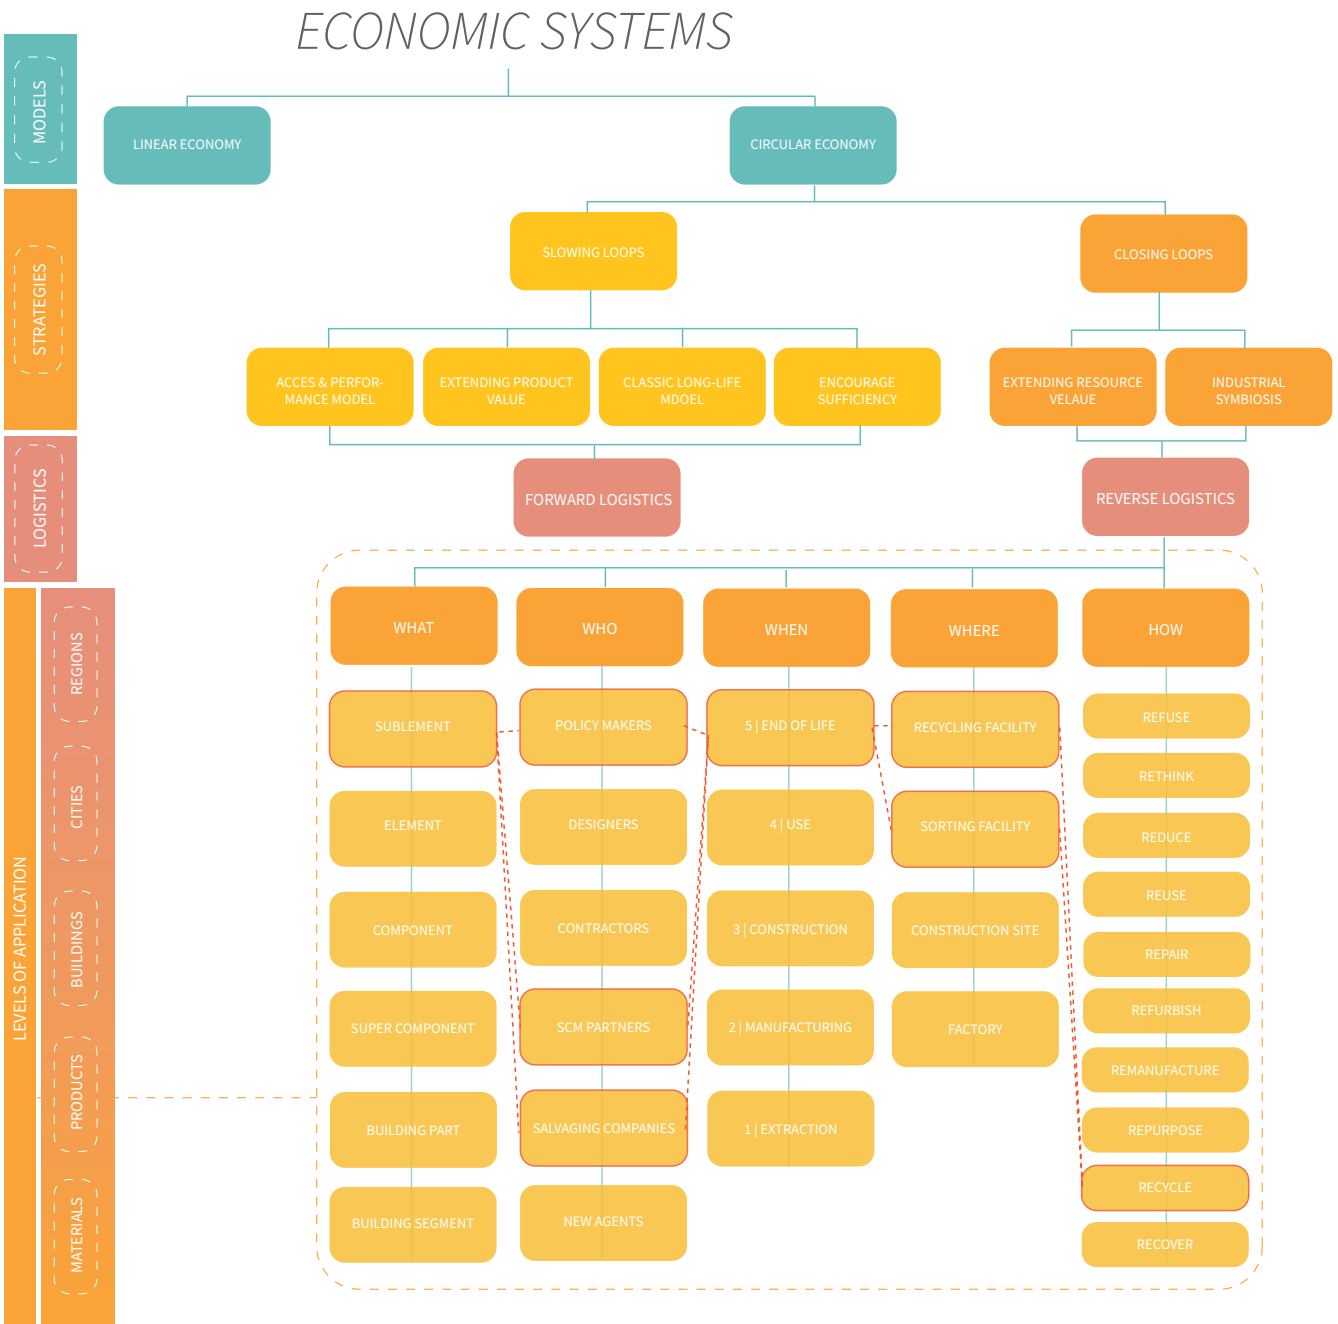 ECONOMIC SYSTEMS
MODELS
LINEAR ECONOMY
CIRCULAR ECONOMY
STRATEGIES
SLOWING LOOPS
CLOSING LOOPS
ACCES & PERFOR-
MANCE MODEL
EXTENDING PRODUCT
VALUE
CLASSIC LONG-LIFE
MDOEL
ENCOURAGE
SUFFICIENCY
EXTENDING RESOURCE
VELAUE
INDUSTRIAL
SYMBIOSIS
LOGISTICS
FORWARD LOGISTICS
REVERSE LOGISTICS
LEVELS OF APPLICATION
REGIONS
CITIES
BUILDINGS
PRODUCTS
MATERIALS
WHAT
SUBLEMENT
ELEMENT
COMPONENT
SUPER COMPONENT
BUILDING PART
BUILDING SEGMENT
WHO
POLICY MAKERS
DESIGNERS
CONTRACTORS
SCM PARTNERS
SALVAGING COMPANIES
NEW AGENTS
WHEN
5 | END OF LIFE
4 | USE
3 | CONSTRUCTION
2 | MANUFACTURING
1 | EXTRACTION
WHERE
RECYCLING FACILITY
SORTING FACILITY
CONSTRUCTION SITE
FACTORY
HOW
REFUSE
RETHINK
REDUCE
REUSE
REPAIR
REFURBISH
REMANUFACTURE
REPURPOSE
RECYCLE
RECOVER